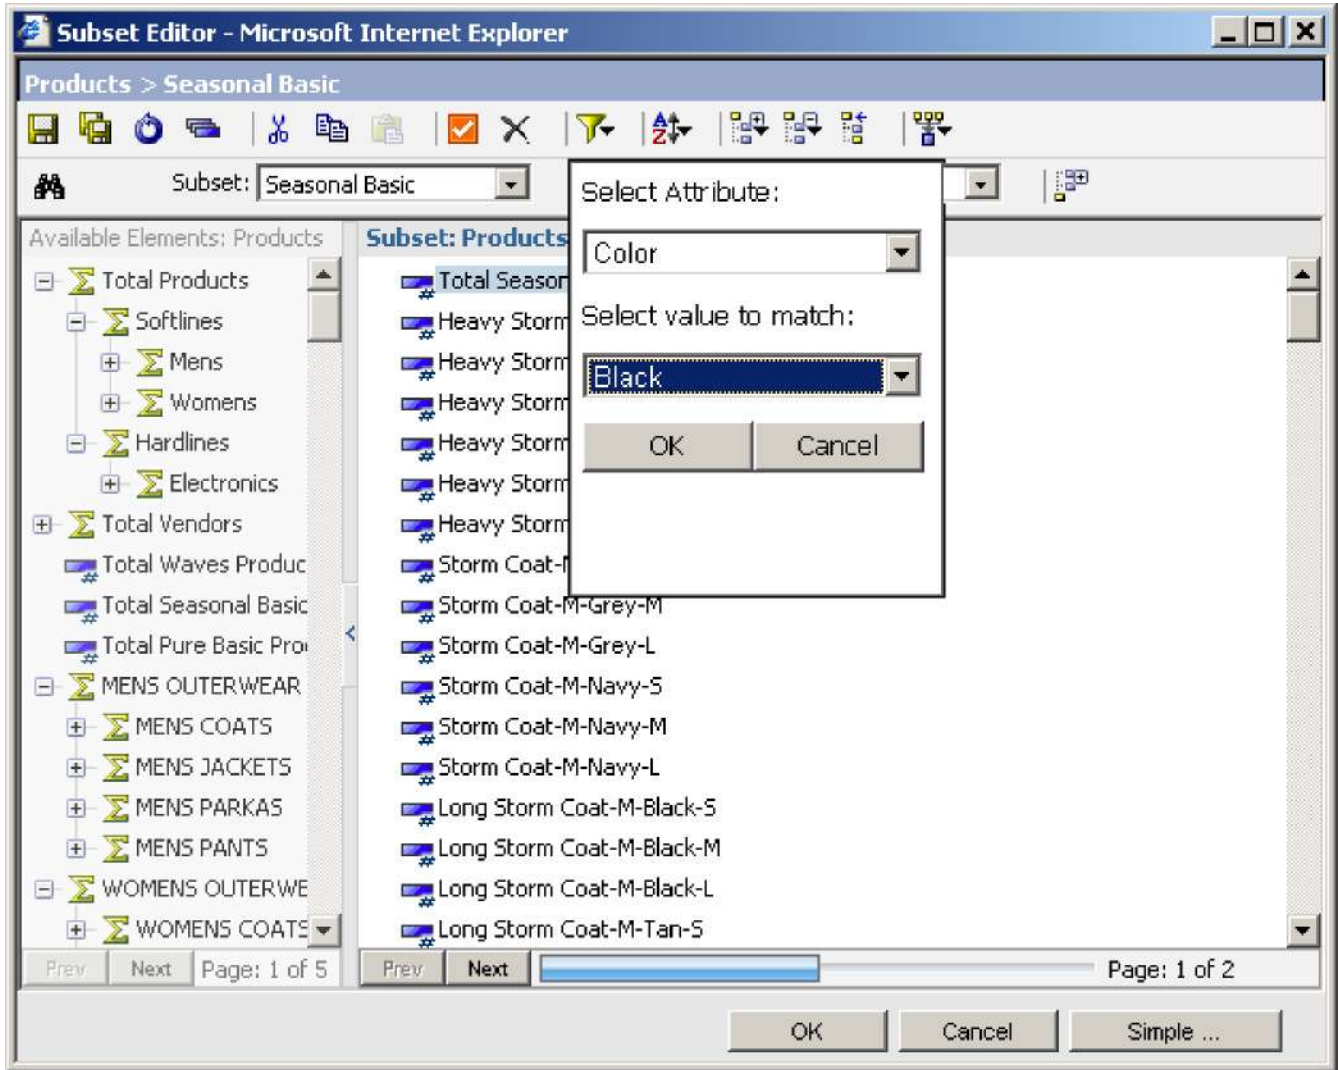 Subset Editor - Microsoft Internet Explorer
Products > Seasonal Basic
Subset: Seasonal Basic
Select Attribute:
Color
Select value to match:
Black
OK Cancel
Available Elements: Products
Total Products
Softlines
Mens
Womens
Hardlines
Electronics
Total Vendors
Total Waves Produc
Total Seasonal Basic
Total Pure Basic Pro
MENS OUTERWEAR
MENS COATS
MENS JACKETS
MENS PARKAS
MENS PANTS
WOMENS OUTERWE
WOMENS COATS
Prev Next Page: 1 of 5
Subset: Products
Total Season
Heavy Storm
Heavy Storm
Heavy Storm
Heavy Storm
Heavy Storm
Heavy Storm
Storm Coat-M
Storm Coat-M-Grey-M
Storm Coat-M-Grey-L
Storm Coat-M-Navy-S
Storm Coat-M-Navy-M
Storm Coat-M-Navy-L
Long Storm Coat-M-Black-S
Long Storm Coat-M-Black-M
Long Storm Coat-M-Black-L
Long Storm Coat-M-Tan-S
Prev Next Page: 1 of 2
OK Cancel Simple ...